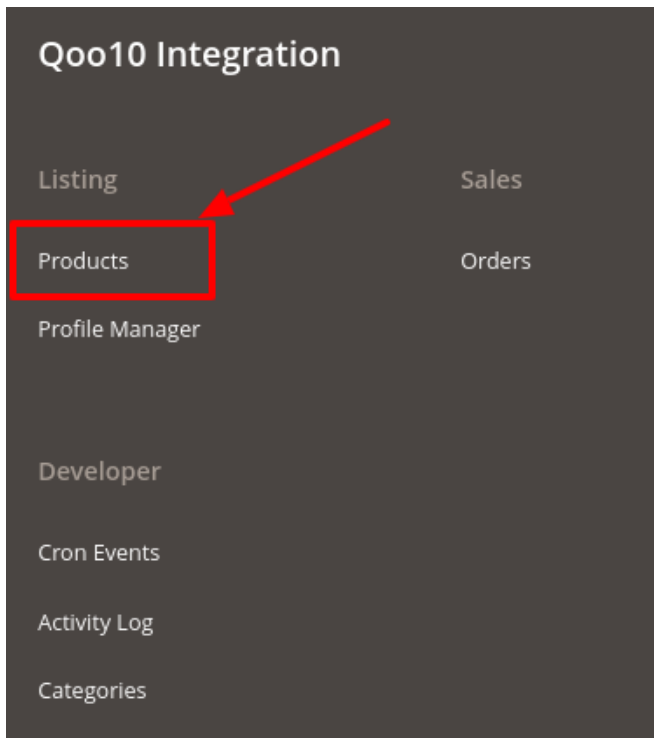 Qoo10 Integration
Listing
Products
Profile Manager
Sales
Orders
Developer
Cron Events
Activity Log
Categories